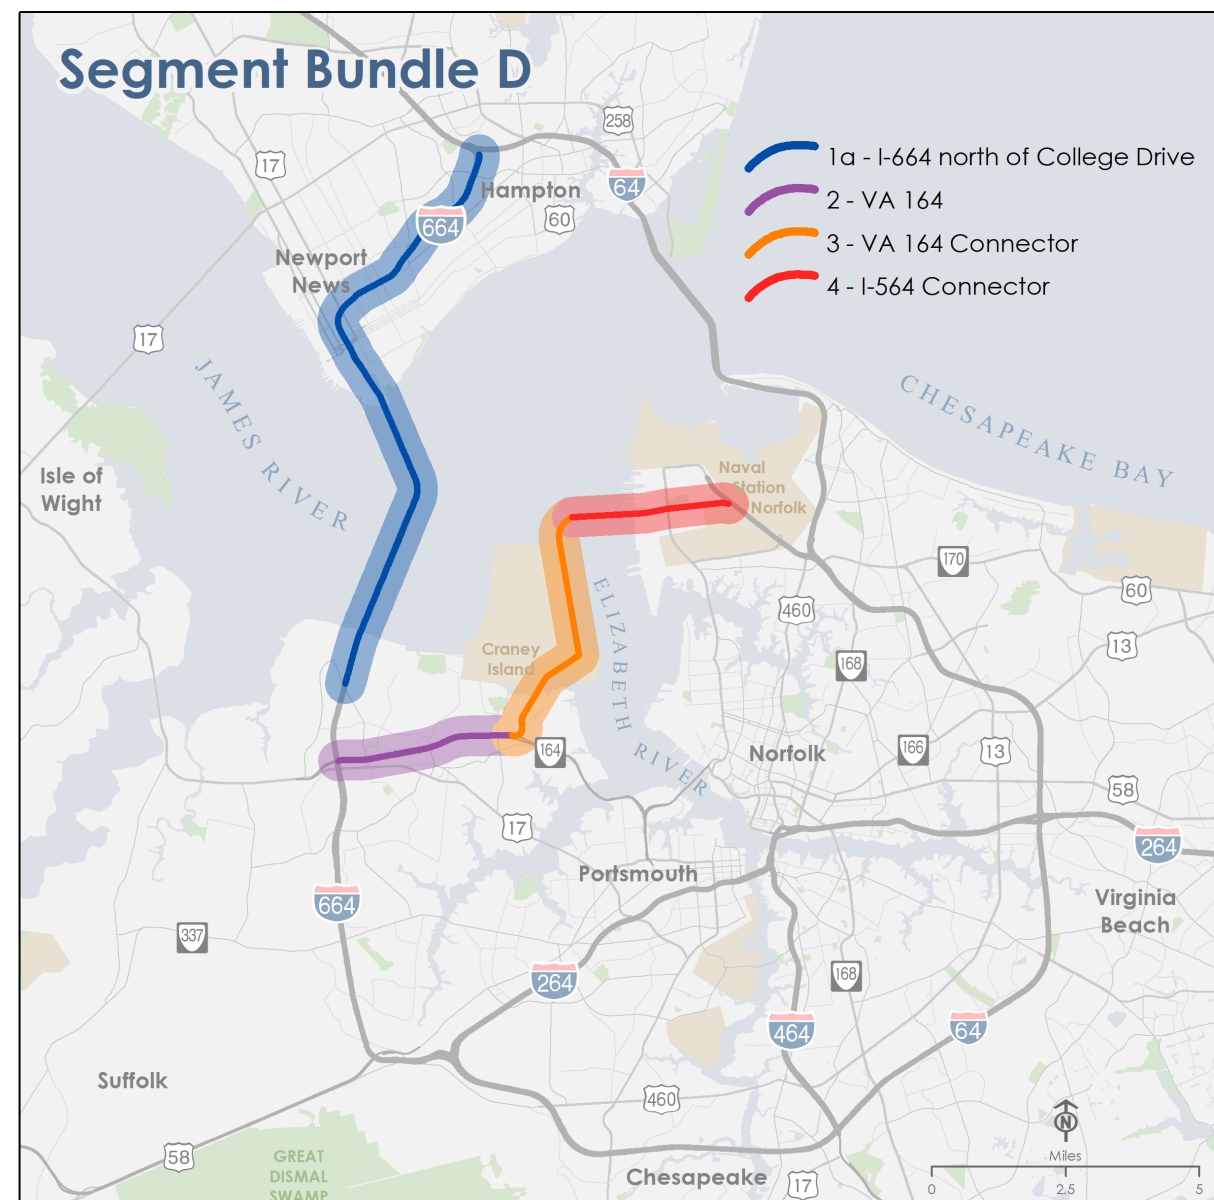 Segment Bundle D
258
17
1a - I-664 north of College Drive
64
Hampton
2 - VA 164
664
60
3 - VA 164 Connector
Newport
News
4 - I-564 Connector
17
JAMES RIVER
CHESAPEAKE BAY
Isle of
Wight
Naval
Station
Norfolk
170
60
ELIZABETH RIVER
460
13
Craney
Island
168
164
Norfolk
166
13
58
17
264
Portsmouth
664
Virginia
Beach
337
264
168
464
64
Suffolk
460
N
58
GREAT
DISMAL
SWAMP
Miles
Chesapeake
17
0 2.5 5